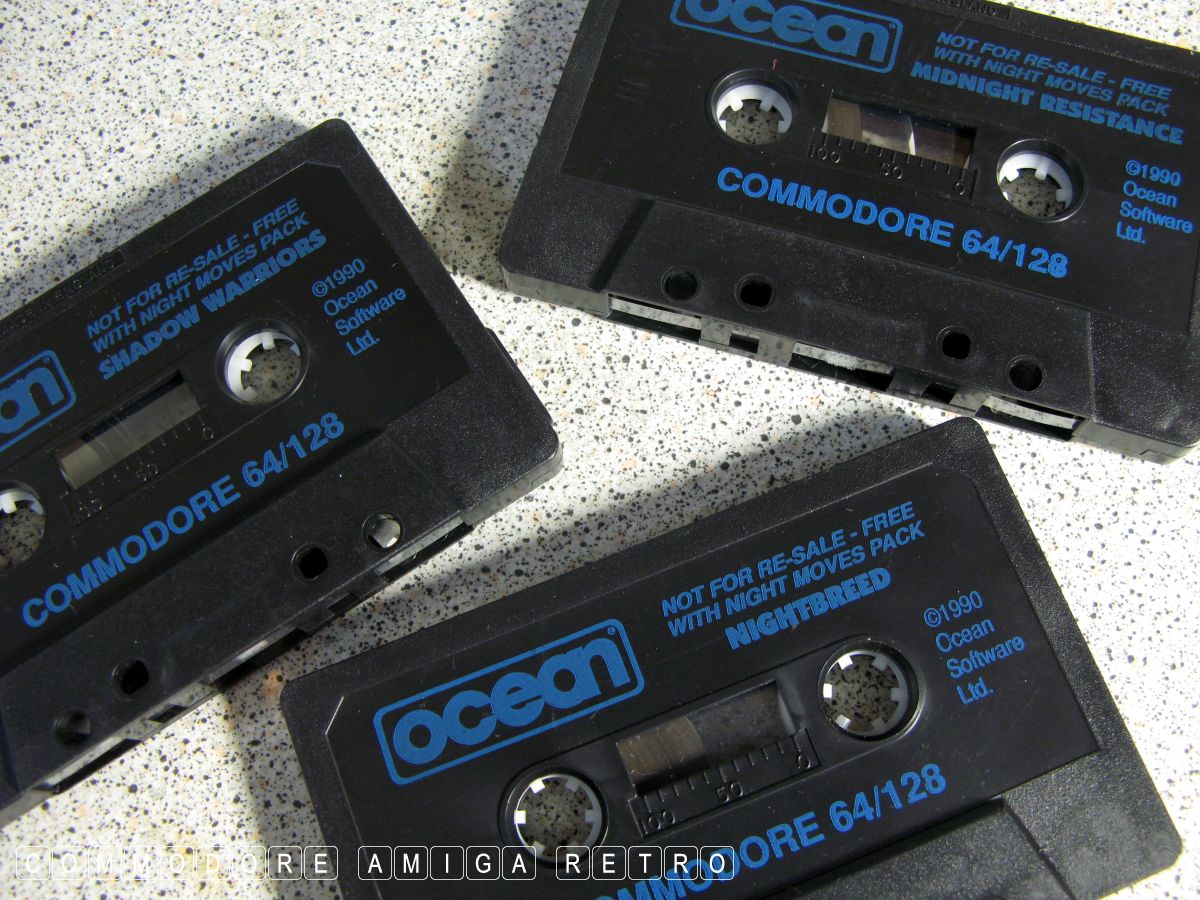 ocean
NOT FOR RE-SALE - FREE
WITH NIGHT MOVES PACK
MIDNIGHT RESISTANCE
100 50 0
©1990
Ocean
Software
Ltd.
COMMODORE 64/128
NOT FOR RE-SALE - FREE
WITH NIGHT MOVES PACK
SHADOW WARRIORS
©1990
Ocean
Software
Ltd.
an®
100 50 0
COMMODORE 64/128
NOT FOR RE-SALE - FREE
WITH NIGHT MOVES PACK
NIGHTBREED
ocean®
©1990
Ocean
Software
Ltd.
100 50 0
OMMODORE 64/128
COMMODORE AMIGA RETRO